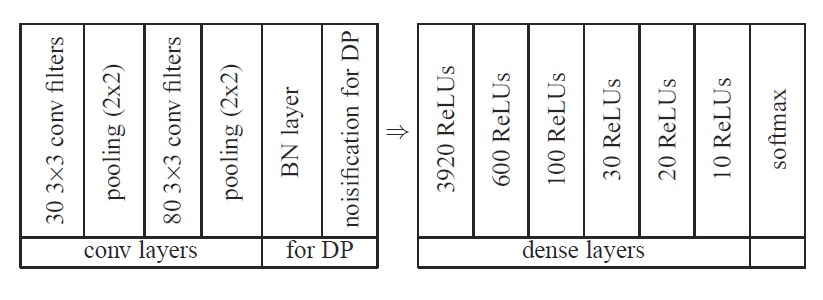 30 3×3 conv filters
pooling (2x2)
80 3×3 conv filters
pooling (2x2)
BN layer
noisification for DP
⇒
3920 ReLUs
600 ReLUs
100 ReLUs
30 ReLUs
20 ReLUs
10 ReLUs
softmax
conv layers
for DP
dense layers